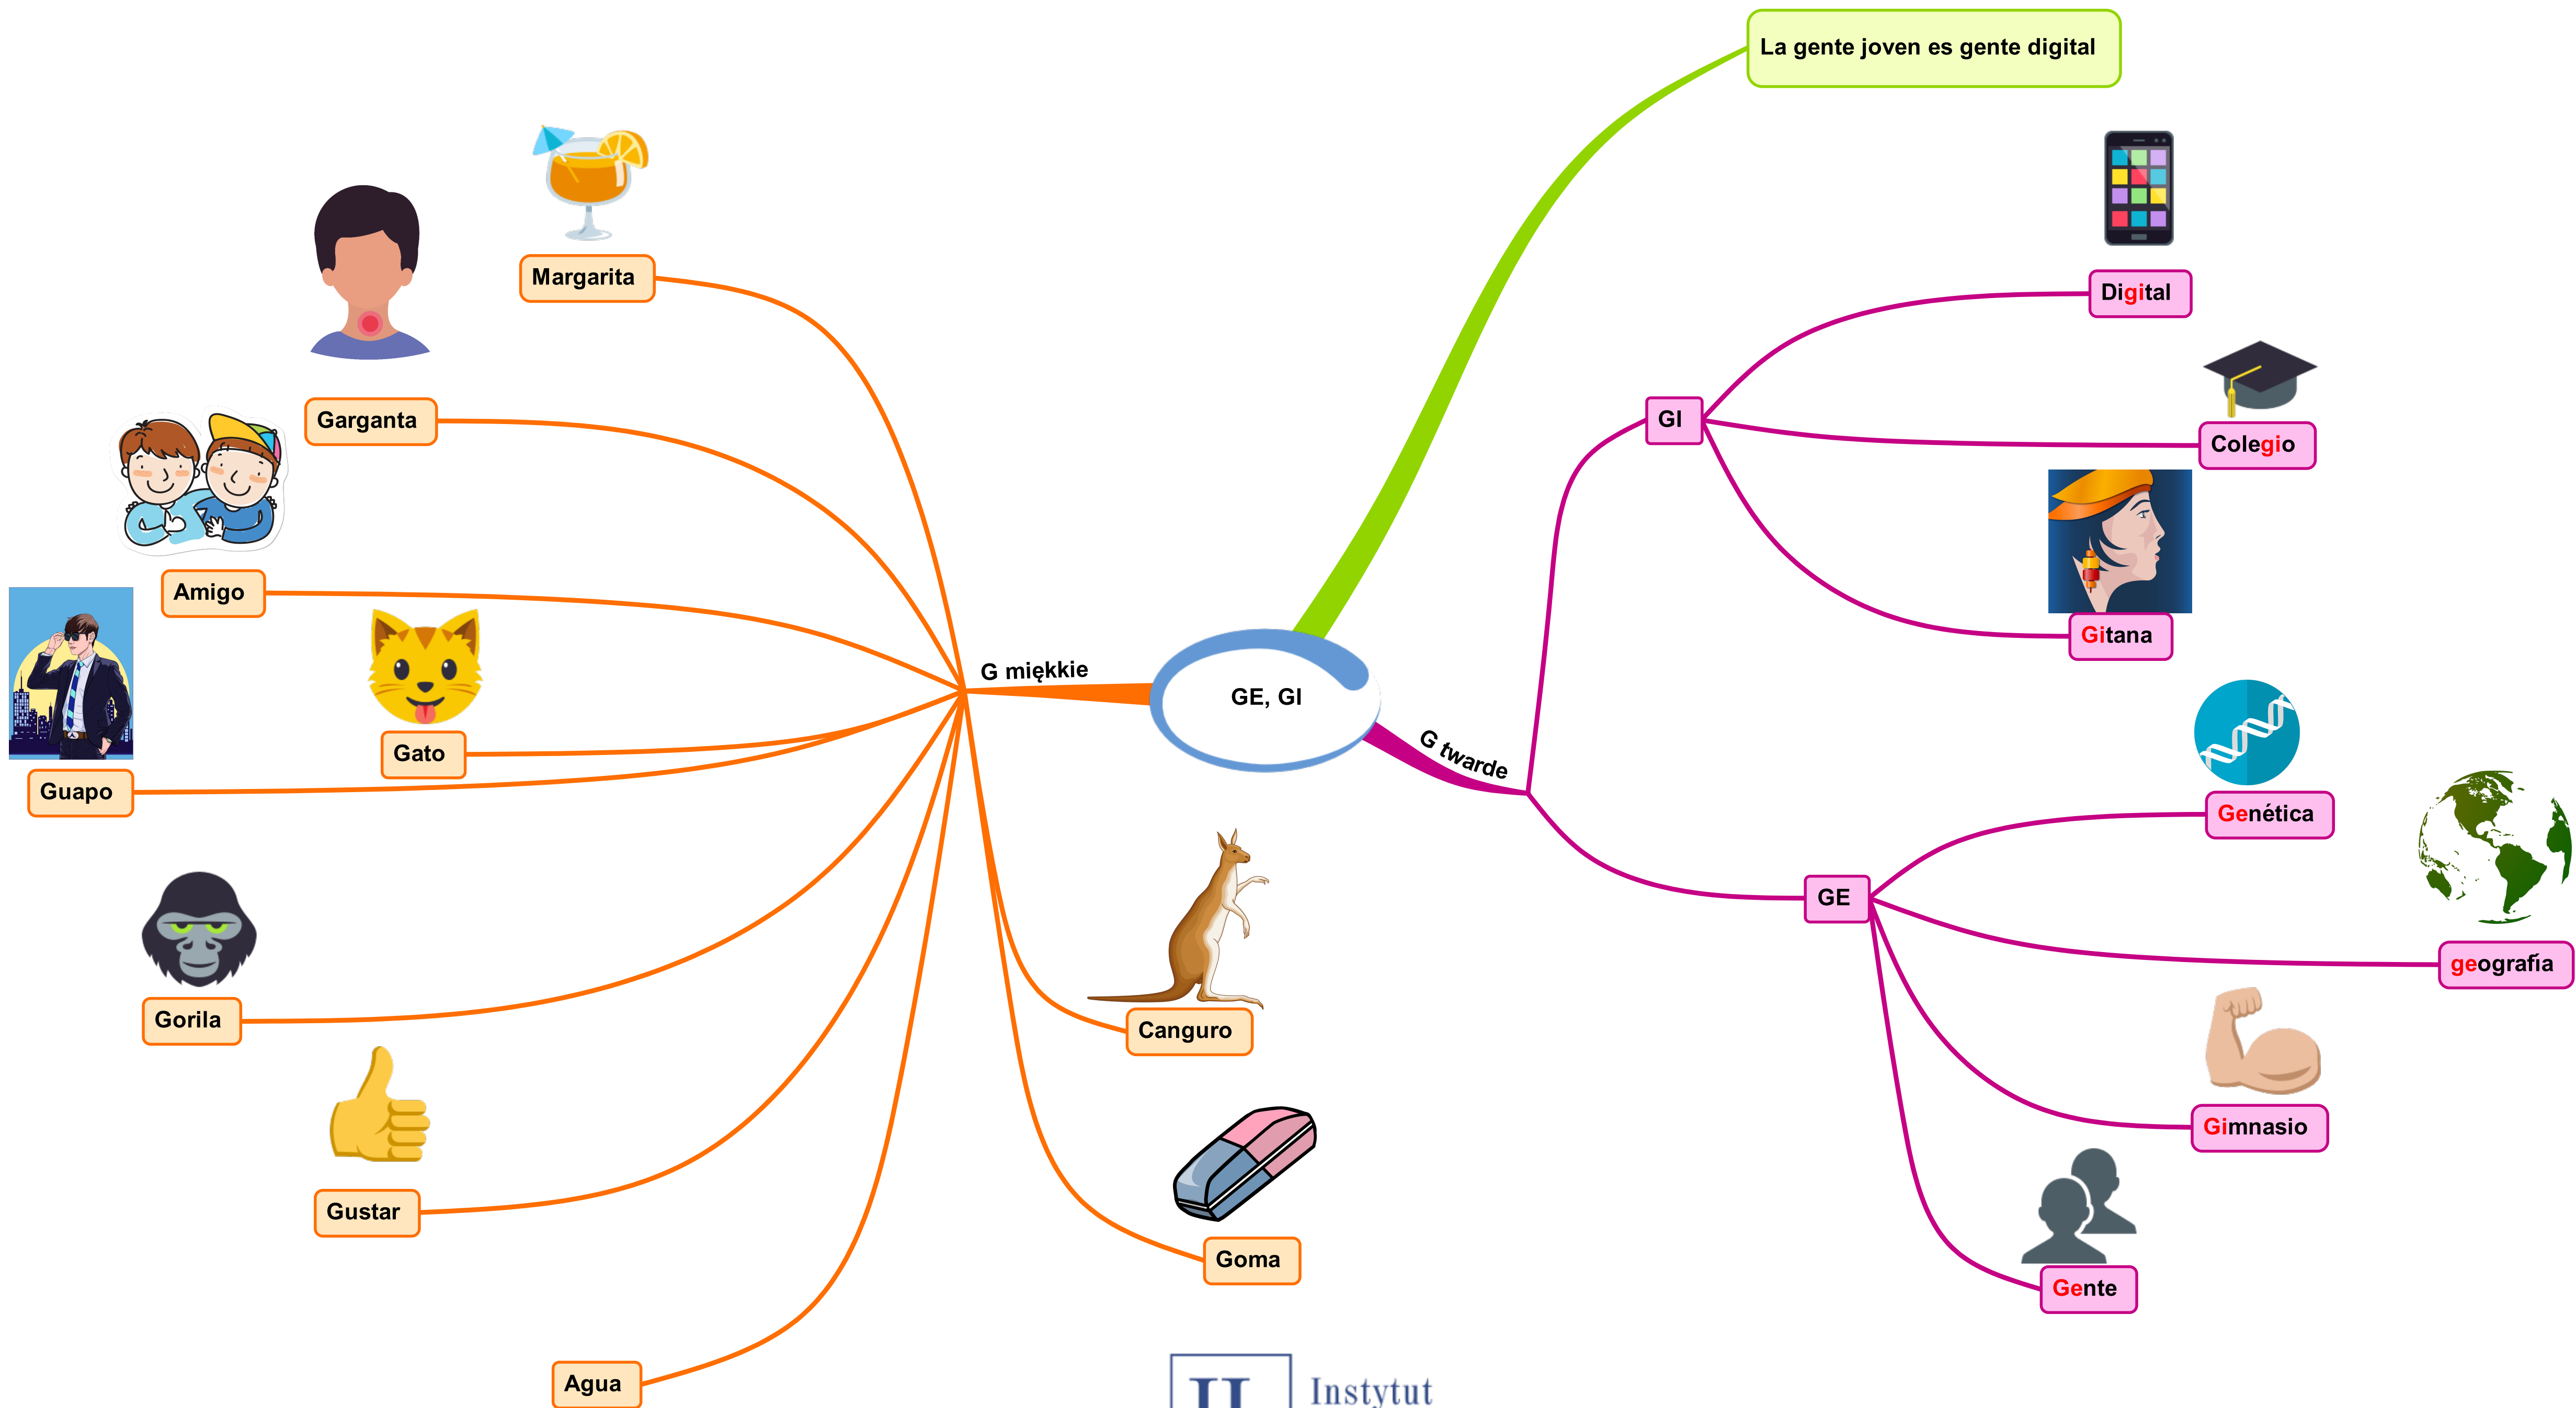 La gente joven es gente digital
GE, GI
G miękkie
Margarita
Garganta
Amigo
Gato
Guapo
Gorila
Gustar
Agua
Canguro
Goma
G twarde
GI
Digital
Colegio
Gitana
GE
Genética
geografía
Gimnasio
Gente
Instytut